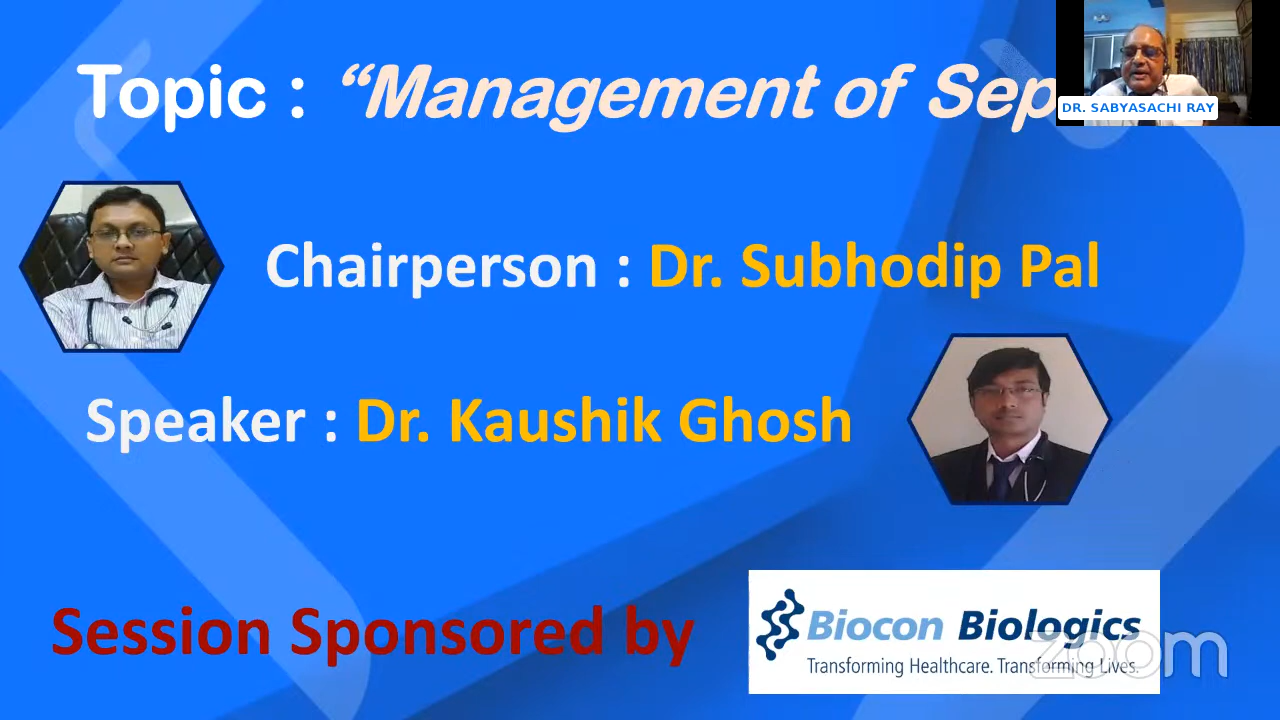 Topic : “Management of Sep
DR. SABYASACHI RAY
Chairperson : Dr. Subhodip Pal
Speaker : Dr. Kaushik Ghosh
Session Sponsored by
Biocon Biologics
Transforming Healthcare. Transforming Lives.
zoom